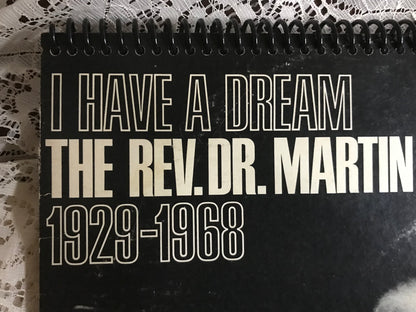 I HAVE A DREAM
THE REV. DR. MARTIN
1929-1968